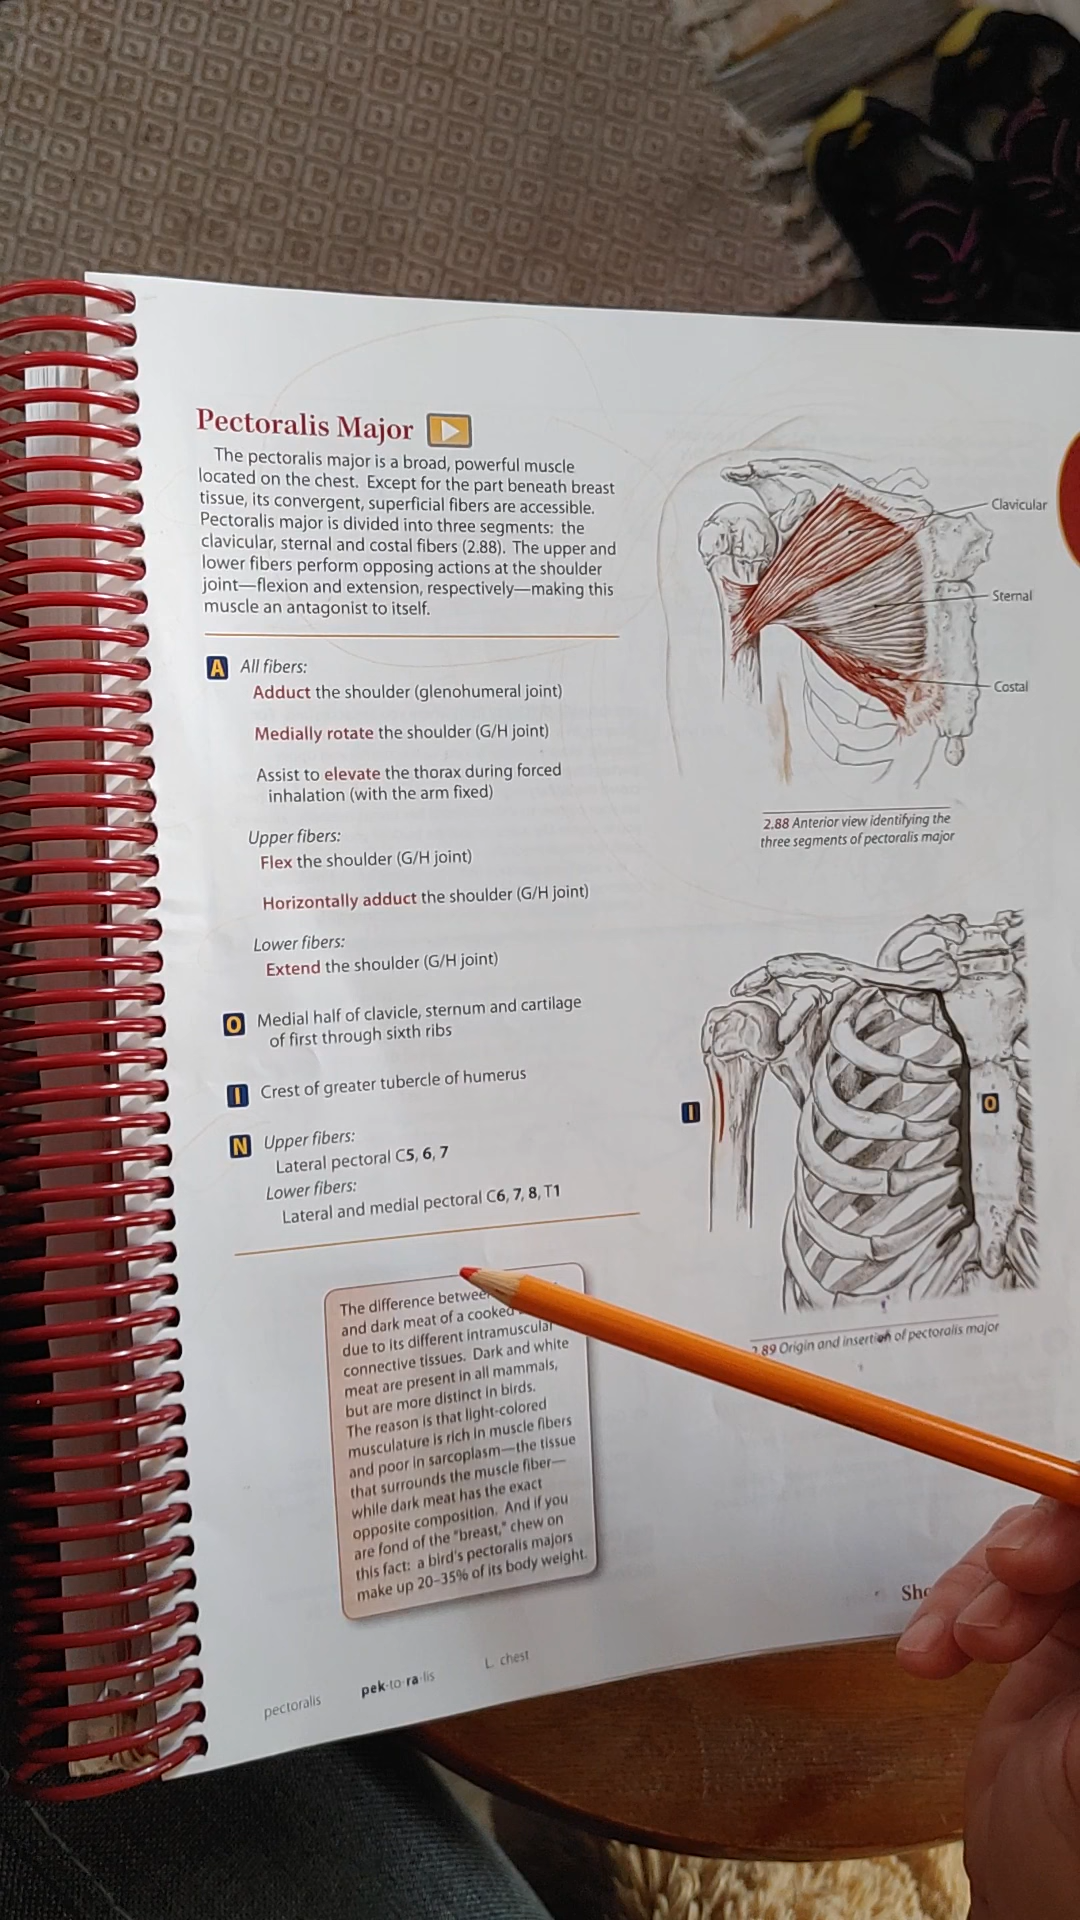 Pectoralis Major
The pectoralis major is a broad, powerful muscle
located on the chest. Except for the part beneath breast
tissue, its convergent, superficial fibers are accessible.
Pectoralis major is divided into three segments: the
clavicular, sternal and costal fibers (2.88). The upper and
lower fibers perform opposing actions at the shoulder
joint—flexion and extension, respectively—making this
muscle an antagonist to itself.
A All fibers:
Adduct the shoulder (glenohumeral joint)
Medially rotate the shoulder (G/H joint)
Assist to elevate the thorax during forced
inhalation (with the arm fixed)
Upper fibers:
Flex the shoulder (G/H joint)
Horizontally adduct the shoulder (G/H joint)
Lower fibers:
Extend the shoulder (G/H joint)
O Medial half of clavicle, sternum and cartilage
of first through sixth ribs
I Crest of greater tubercle of humerus
N Upper fibers:
Lateral pectoral C5, 6, 7
Lower fibers:
Lateral and medial pectoral C6, 7, 8, T1
The difference between
and dark meat of a cooked
due to its different intramuscular
connective tissues. Dark and white
meat are present in all mammals,
but are more distinct in birds.
The reason is that light-colored
musculature is rich in muscle fibers
and poor in sarcoplasm—the tissue
that surrounds the muscle fiber—
while dark meat has the exact
opposite composition. And if you
are fond of the "breast," chew on
this fact: a bird's pectoralis majors
make up 20–35% of its body weight.
pectoralis pek-to-ra-lis L. chest
Clavicular
Sternal
Costal
2.88 Anterior view identifying the
three segments of pectoralis major
I
O
2.89 Origin and insertion of pectoralis major